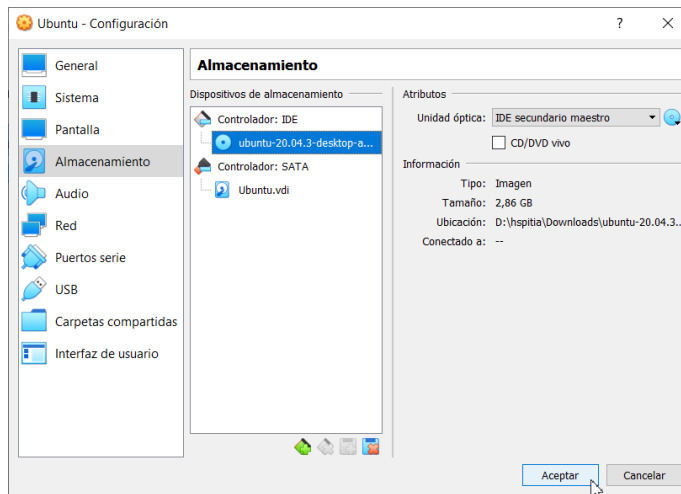 Ubuntu - Configuración
?
General
Sistema
Pantalla
Almacenamiento
Audio
Red
Puertos serie
USB
Carpetas compartidas
Interfaz de usuario
Almacenamiento
Dispositivos de almacenamiento
Controlador: IDE
ubuntu-20.04.3-desktop-a...
Controlador: SATA
Ubuntu.vdi
Atributos
Unidad óptica: IDE secundario maestro
CD/DVD vivo
Información
Tipo: Imagen
Tamaño: 2,86 GB
Ubicación: D:\hspitia\Downloads\ubuntu-20.04.3...
Conectado a: --
Aceptar
Cancelar